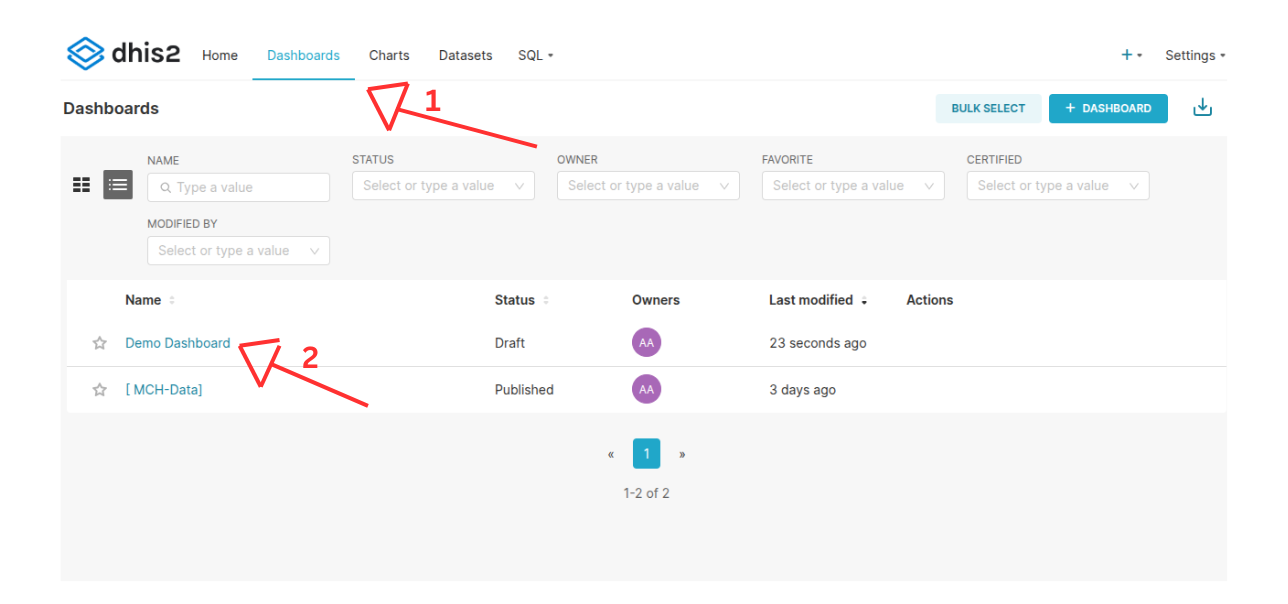 dhis2 Home Dashboards Charts Datasets SQL + Settings
1
Dashboards BULK SELECT + DASHBOARD
NAME STATUS OWNER FAVORITE CERTIFIED
Type a value Select or type a value Select or type a value Select or type a value Select or type a value
MODIFIED BY
Select or type a value
Name Status Owners Last modified Actions
Demo Dashboard Draft AA 23 seconds ago
2
[ MCH-Data] Published AA 3 days ago
« 1 »
1-2 of 2